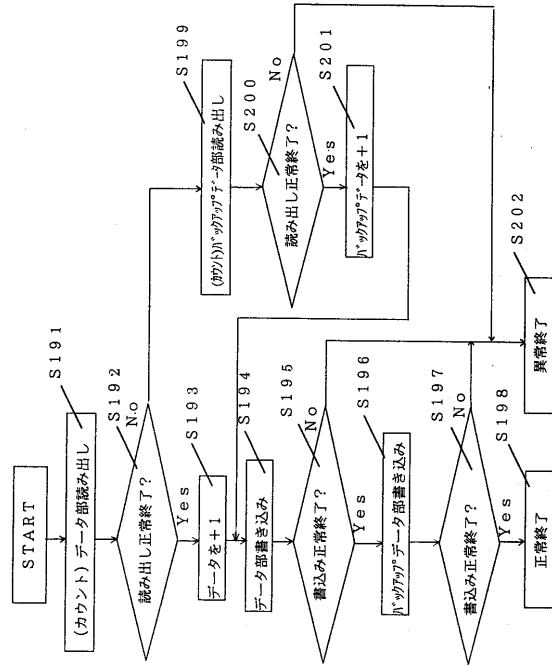 START
S191
(カウント)データ部読み出し
S192
読み出し正常終了?
No
Yes
S193
データを+1
S194
データ部書き込み
S195
書込み正常終了?
No
Yes
S196
バックアップデータ部書き込み
S197
書込み正常終了?
No
Yes
S198
正常終了
S199
(カウント)バックアップデータ部読み出し
S200
読み出し正常終了?
No
Yes
S201
バックアップデータを+1
S202
異常終了